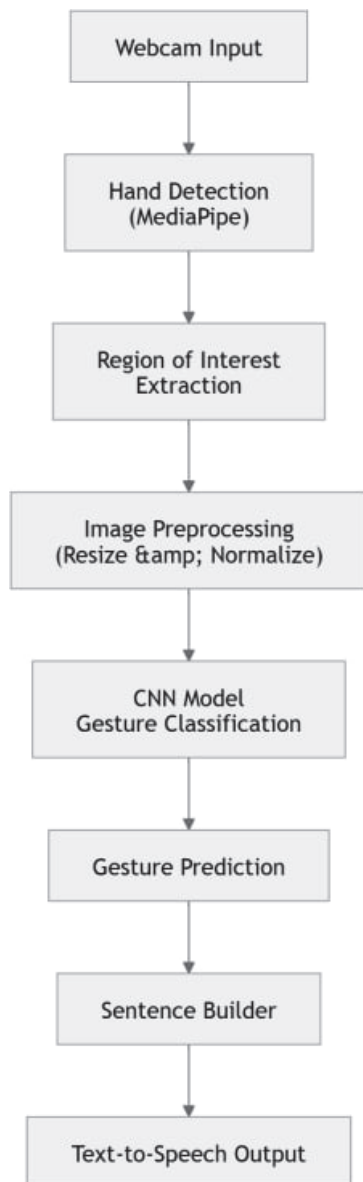 Webcam Input
Hand Detection
(MediaPipe)
Region of Interest
Extraction
Image Preprocessing
(Resize &amp; Normalize)
CNN Model
Gesture Classification
Gesture Prediction
Sentence Builder
Text-to-Speech Output